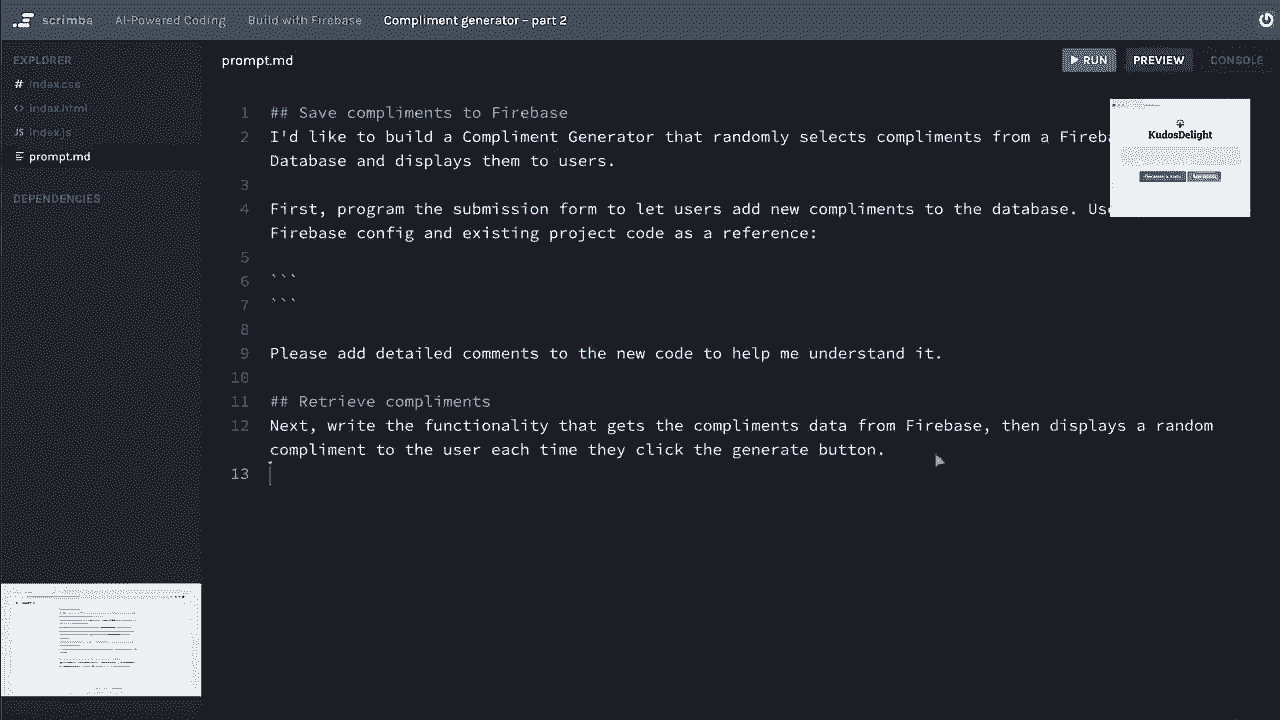 scrimba AI-Powered Coding Build with Firebase Compliment generator – part 2
EXPLORER
prompt.md
RUN PREVIEW CONSOLE
# index.css
<> index.html
JS index.js
prompt.md
DEPENDENCIES
1 ## Save compliments to Firebase
2 I'd like to build a Compliment Generator that randomly selects compliments from a
Database and displays them to users.
3
4 First, program the submission form to let users add new compliments to the database.
Firebase config and existing project code as a reference:
5
6 ```
7 ```
8
9 Please add detailed comments to the new code to help me understand it.
10
11 ## Retrieve compliments
12 Next, write the functionality that gets the compliments data from Firebase, then displays a random
compliment to the user each time they click the generate button.
13
KudosDelight